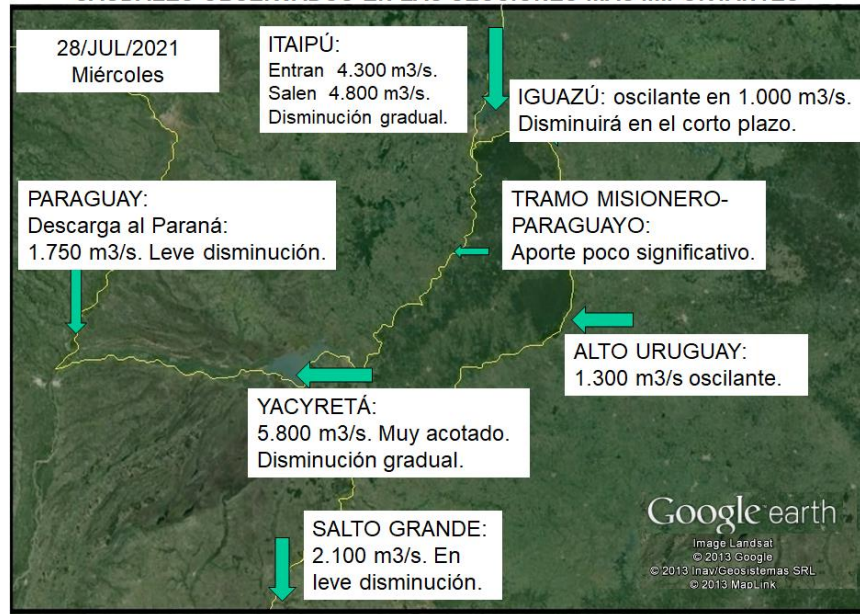 28/JUL/2021
Miércoles
ITAIPÚ:
Entran 4.300 m3/s.
Salen 4.800 m3/s.
Disminución gradual.
IGUAZÚ: oscilante en 1.000 m3/s.
Disminuirá en el corto plazo.
PARAGUAY:
Descarga al Paraná:
1.750 m3/s. Leve disminución.
TRAMO MISIONERO-
PARAGUAYO:
Aporte poco significativo.
ALTO URUGUAY:
1.300 m3/s oscilante.
YACYRETÁ:
5.800 m3/s. Muy acotado.
Disminución gradual.
SALTO GRANDE:
2.100 m3/s. En
leve disminución.
Google earth
Image Landsat
© 2013 Google
© 2013 Inav/Geosistemas SRL
© 2013 MapLink